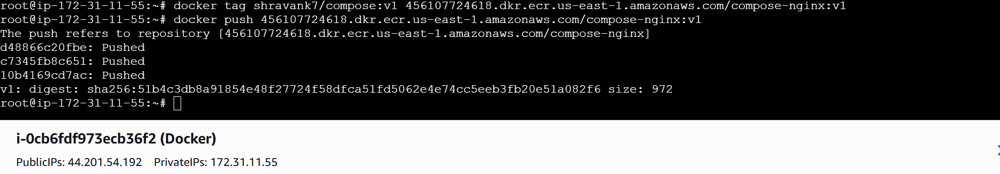 root@ip-172-31-11-55:~# docker tag shravank7/compose:v1 456107724618.dkr.ecr.us-east-1.amazonaws.com/compose-nginx:v1
root@ip-172-31-11-55:~# docker push 456107724618.dkr.ecr.us-east-1.amazonaws.com/compose-nginx:v1
The push refers to repository [456107724618.dkr.ecr.us-east-1.amazonaws.com/compose-nginx]
d48866c20fbe: Pushed
c7345fb8c651: Pushed
10b4169cd7ac: Pushed
v1: digest: sha256:51b4c3db8a91854e48f27724f58dfca51fd5062e4e74cc5eeb3fb20e51a082f6 size: 972
root@ip-172-31-11-55:~#
i-0cb6fdf973ecb36f2 (Docker)
PublicIPs: 44.201.54.192 PrivateIPs: 172.31.11.55